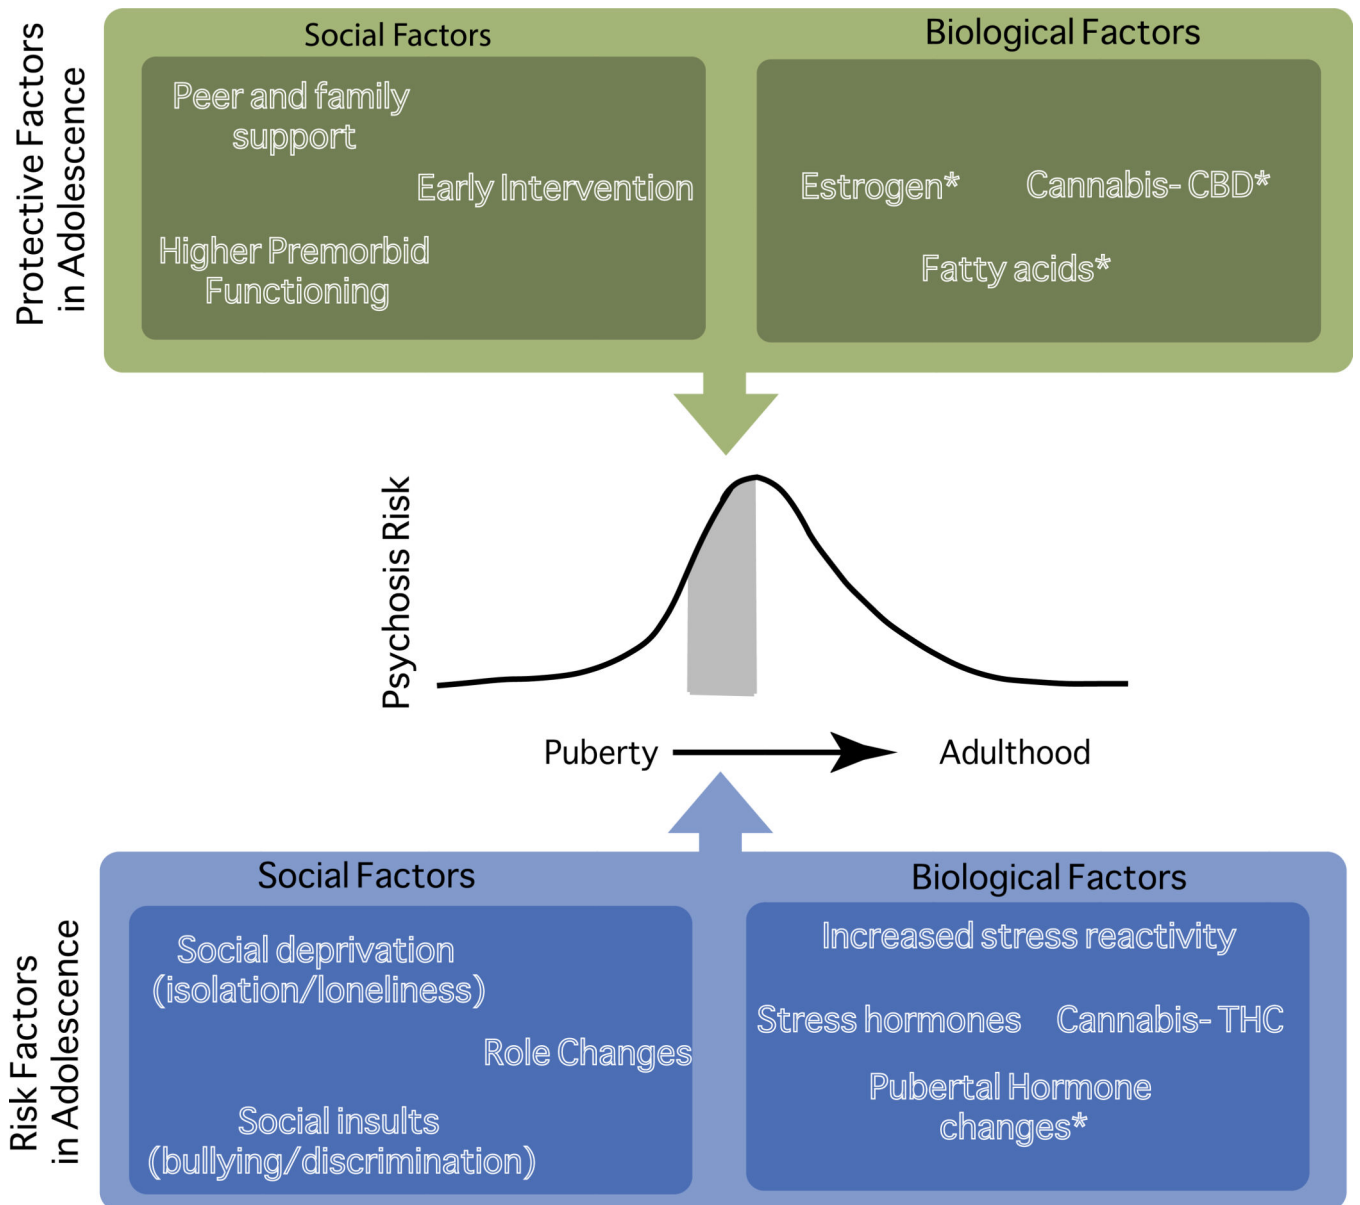 Protective Factors
in Adolescence
Social Factors
Peer and family
support
Early Intervention
Higher Premorbid
Functioning
Biological Factors
Estrogen*
Cannabis- CBD*
Fatty acids*
Psychosis Risk
Puberty
Adulthood
Risk Factors
in Adolescence
Social Factors
Social deprivation
(isolation/loneliness)
Role Changes
Social insults
(bullying/discrimination)
Biological Factors
Increased stress reactivity
Stress hormones
Cannabis- THC
Pubertal Hormone
changes*